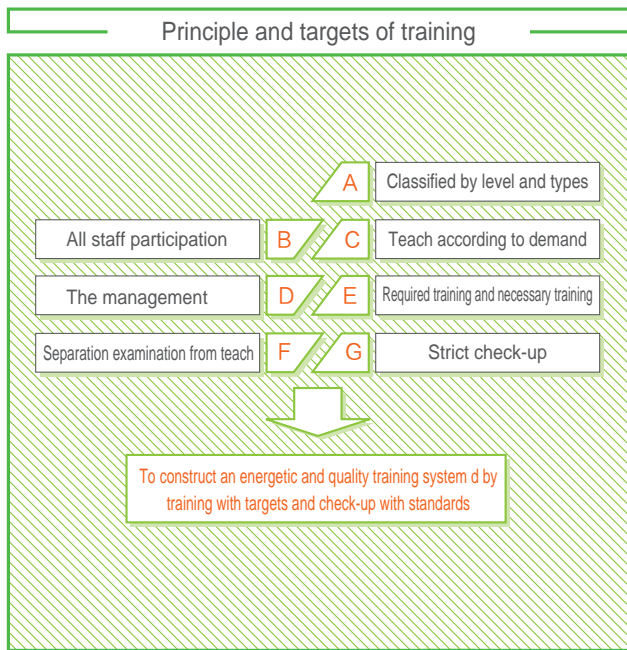 Principle and targets of training
A Classified by level and types
All staff participation B C Teach according to demand
The management D E Required training and necessary training
Separation examination from teach F G Strict check-up
To construct an energetic and quality training system d by
training with targets and check-up with standards